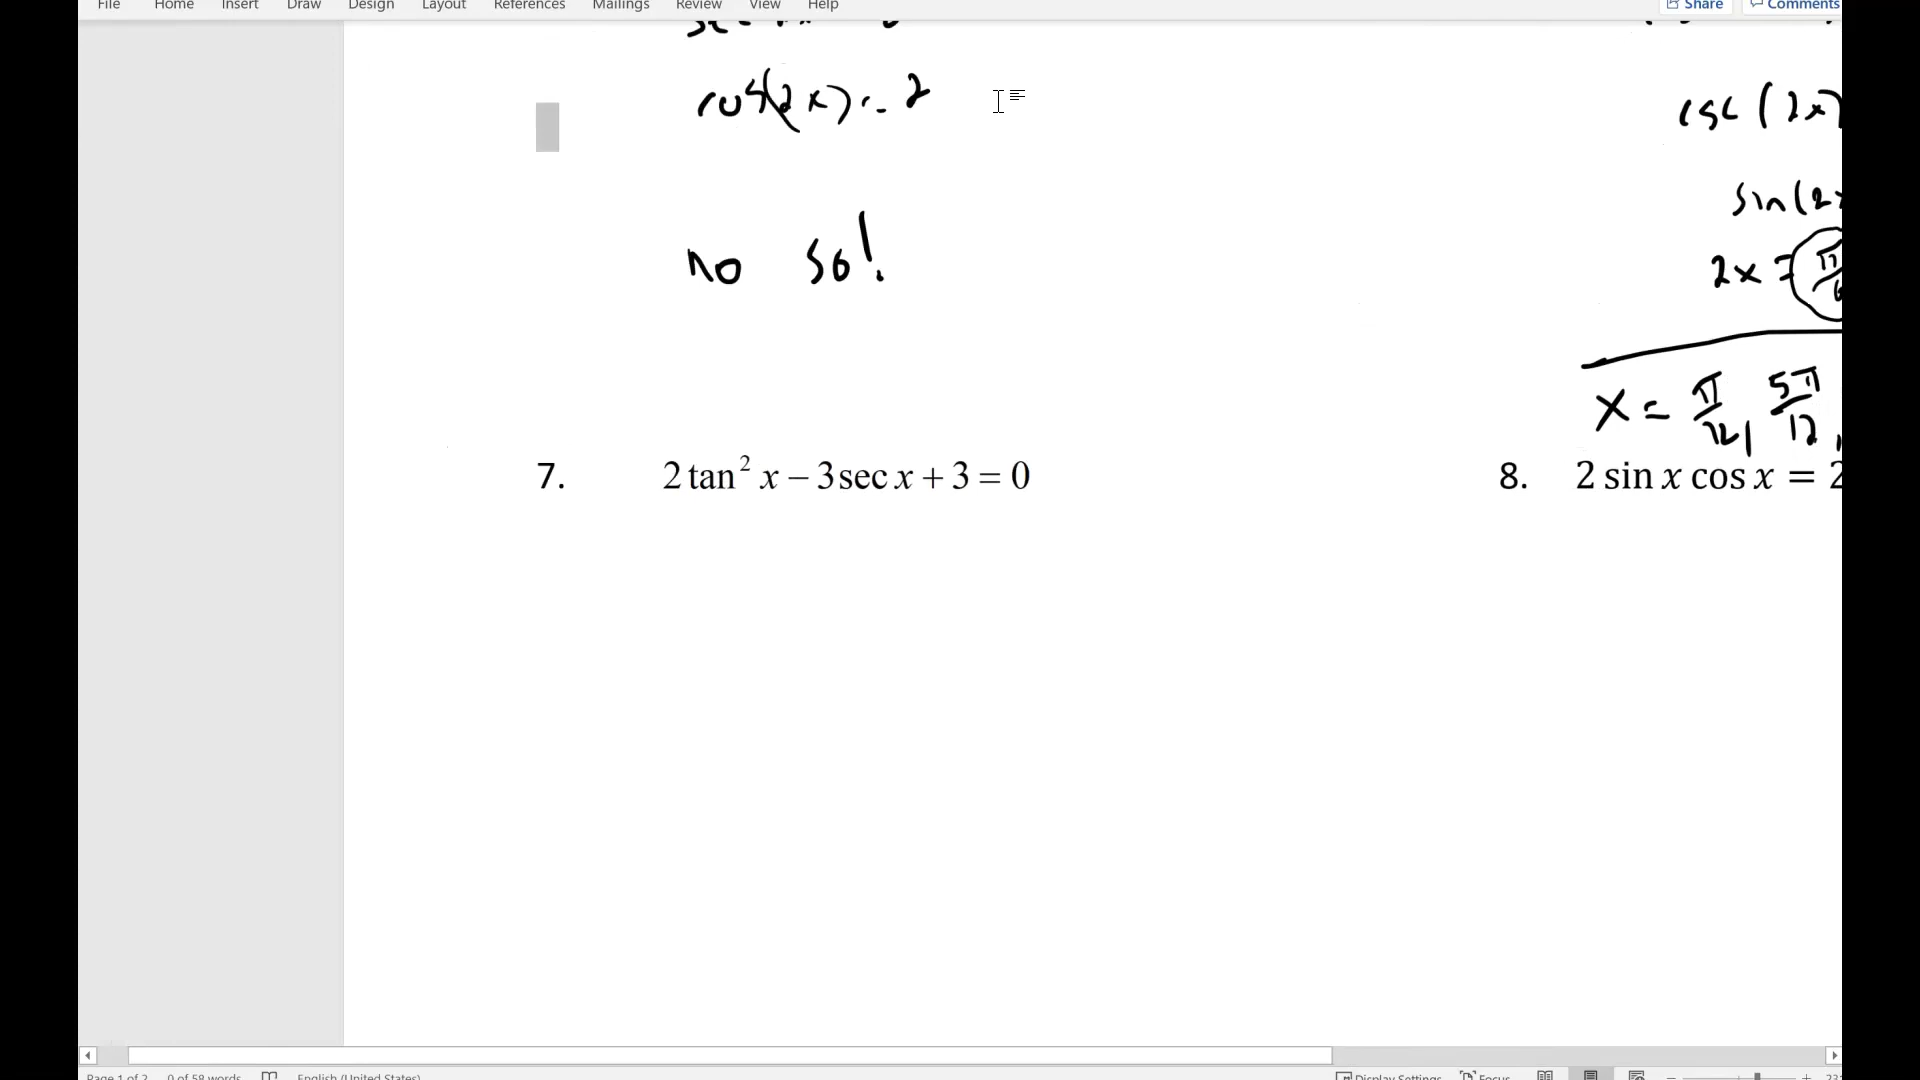 File Home Insert Draw Design Layout References Mailings Review View Help Share Comments
cos(2x) = 2
csc (2x)
sin(2x
no sol.
2x = π/6
x = π/12, 5π/12,
7. 2 tan² x − 3 sec x + 3 = 0
8. 2 sin x cos x = 2
Page 1 of 2 0 of 58 words English (United States) Display Settings Focus